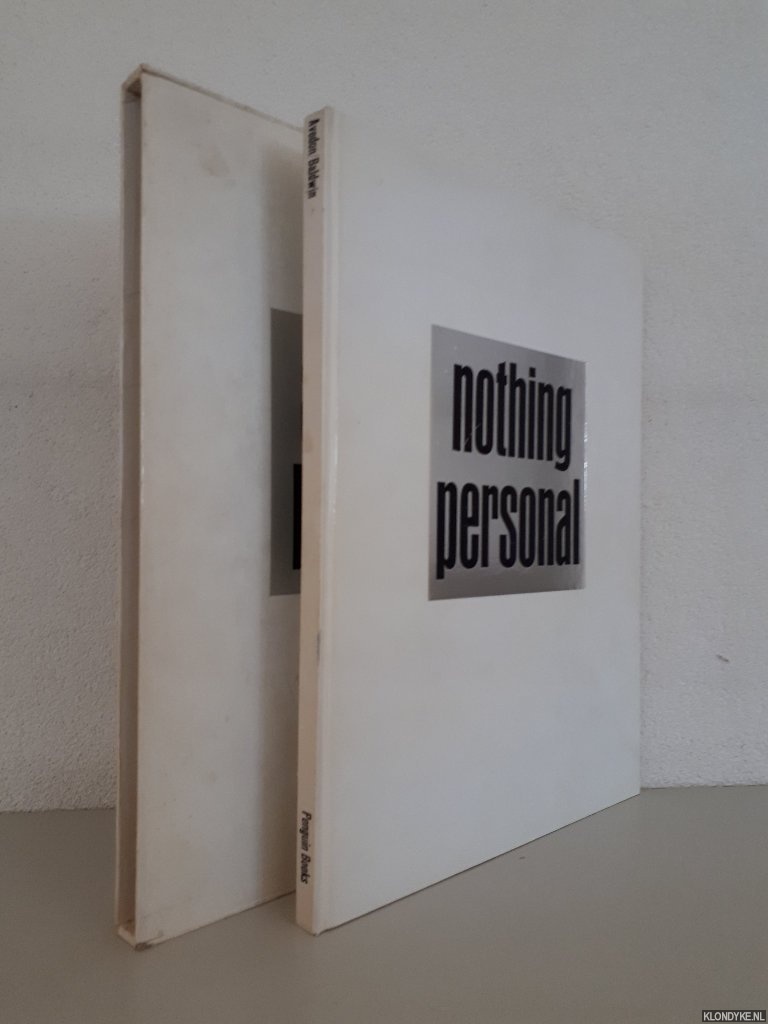 Avedon Baldwin
nothing
personal
Penguin Books
KLONDYKE.NL